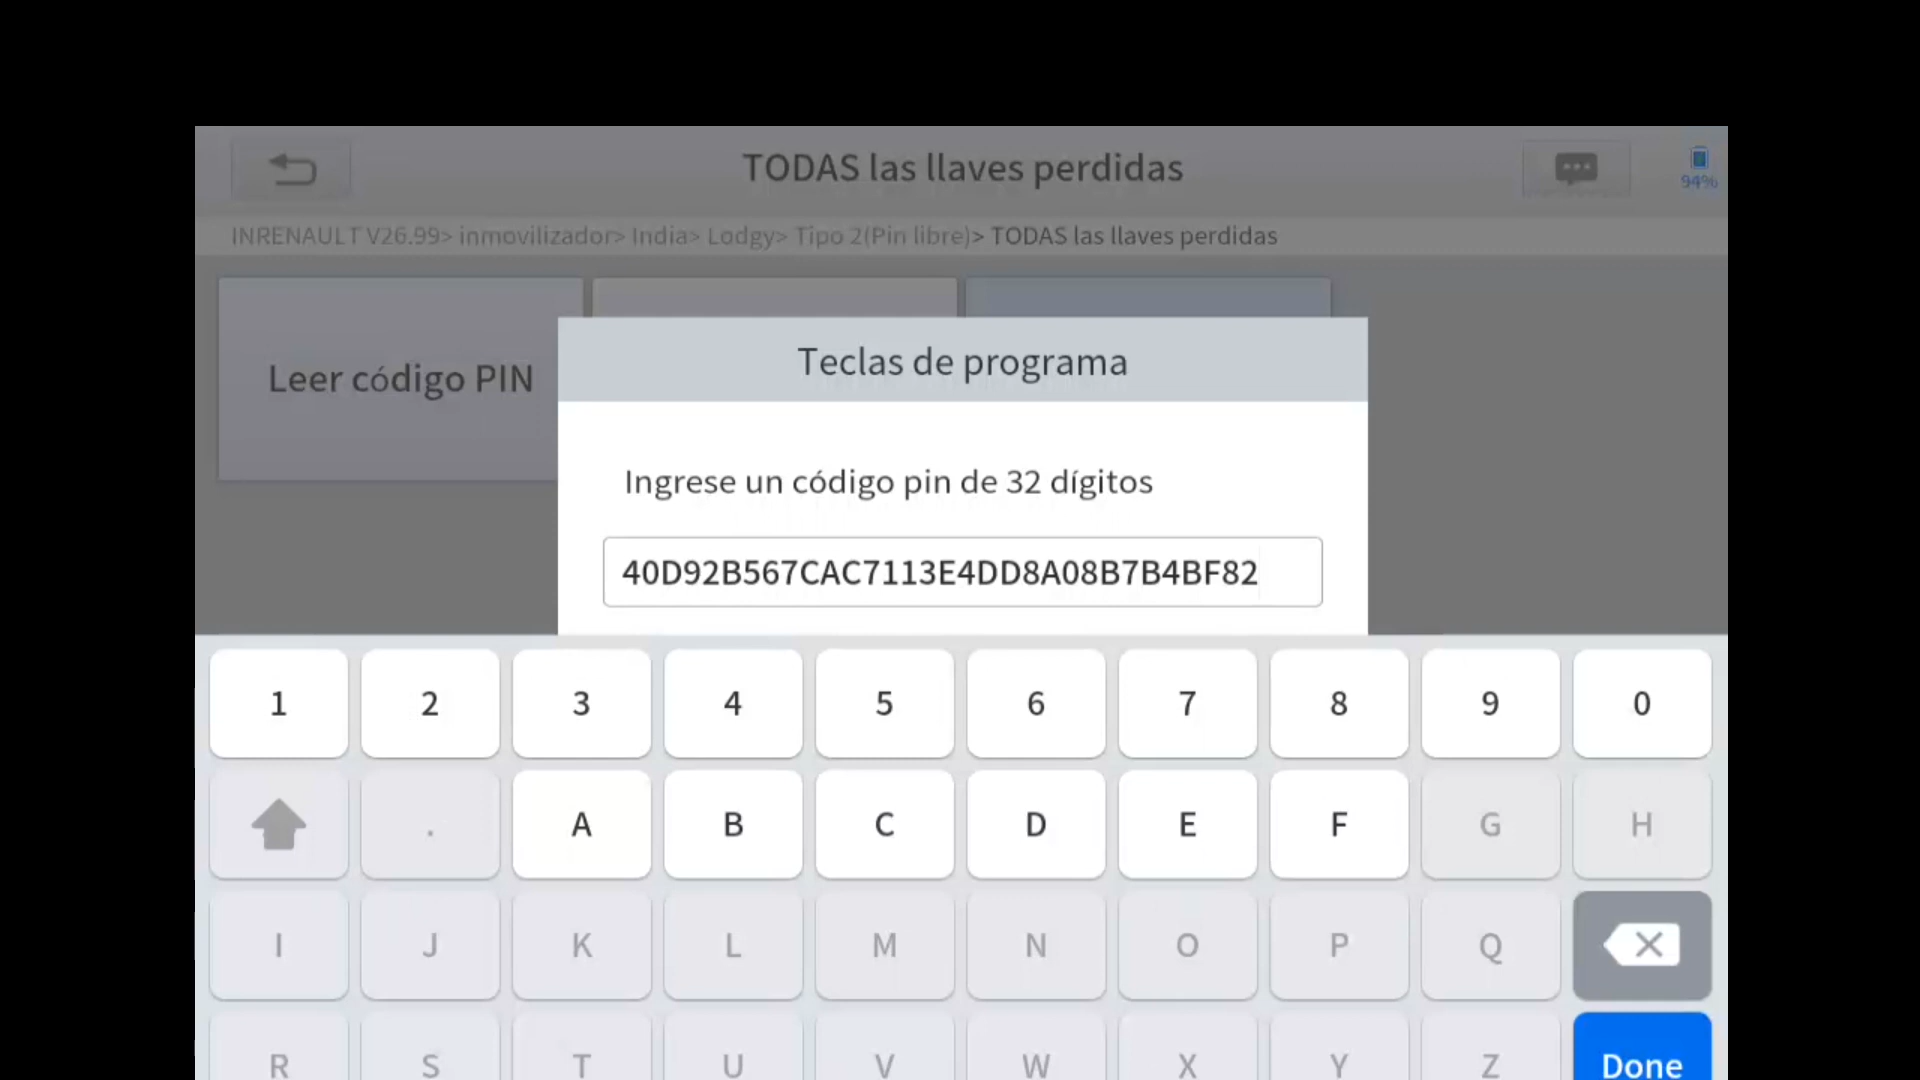 TODAS las llaves perdidas
94%
INRENAULT V26.99> inmovilizador> India> Lodgy> Tipo 2(Pin libre)> TODAS las llaves perdidas
Leer código PIN
Teclas de programa
Ingrese un código pin de 32 dígitos
40D92B567CAC7113E4DD8A08B7B4BF82
1 2 3 4 5 6 7 8 9 0
. A B C D E F G H
I J K L M N O P Q
R S T U V W X Y Z Done